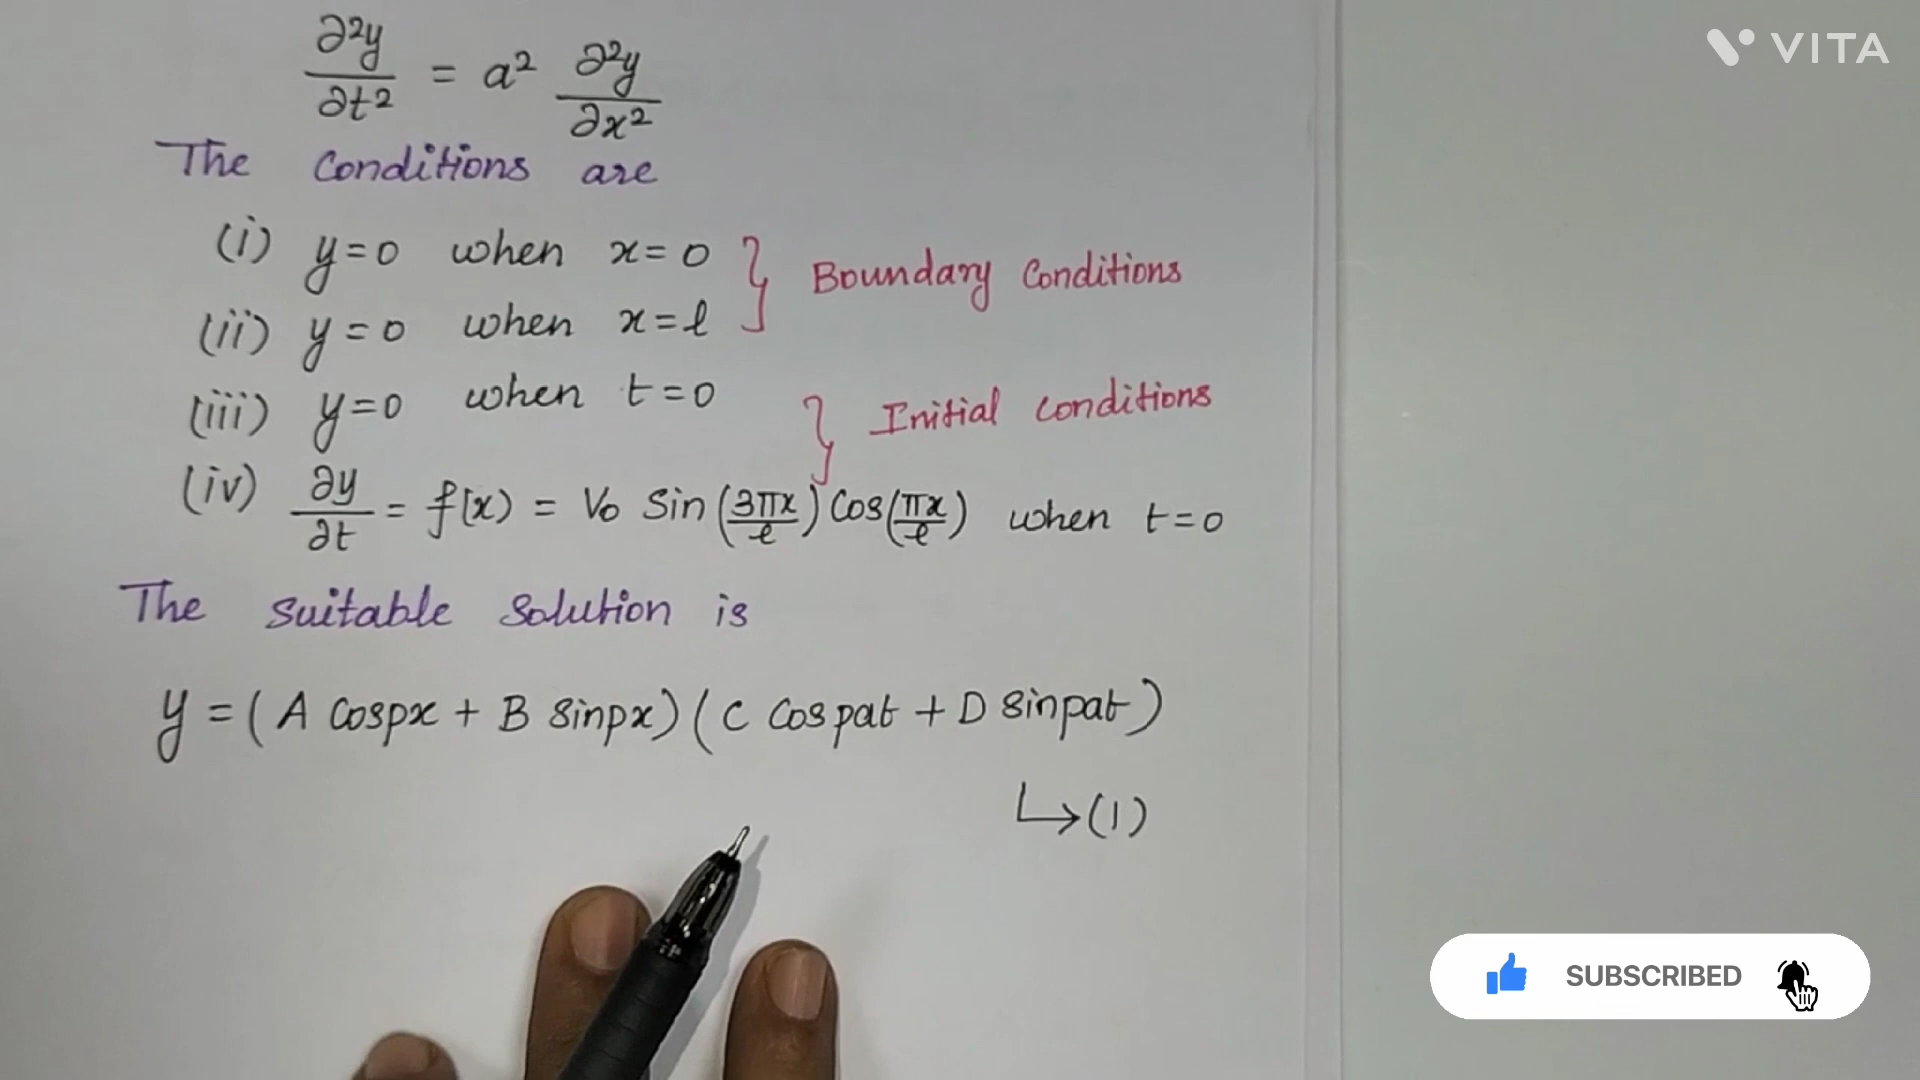 ∂²y/∂t² = a² ∂²y/∂x²
VITA
The Conditions are
(i) y=0 when x=0
Boundary Conditions
(ii) y=0 when x=l
(iii) y=0 when t=0
Initial Conditions
(iv) ∂y/∂t = f(x) = V₀ Sin(3πx/l) Cos(πx/l) when t=0
The suitable solution is
y = (A Cospx + B Sinpx)(C Cospat + D Sinpat)
↳(1)
SUBSCRIBED